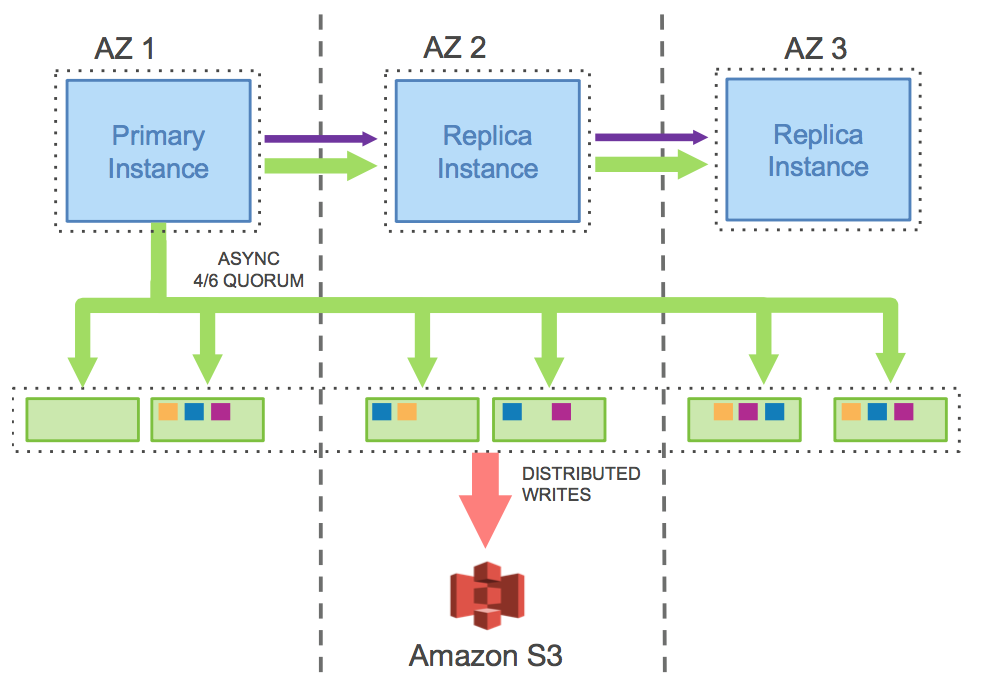 AZ 1
AZ 2
AZ 3
Primary
Instance
Replica
Instance
Replica
Instance
ASYNC
4/6 QUORUM
DISTRIBUTED
WRITES
Amazon S3